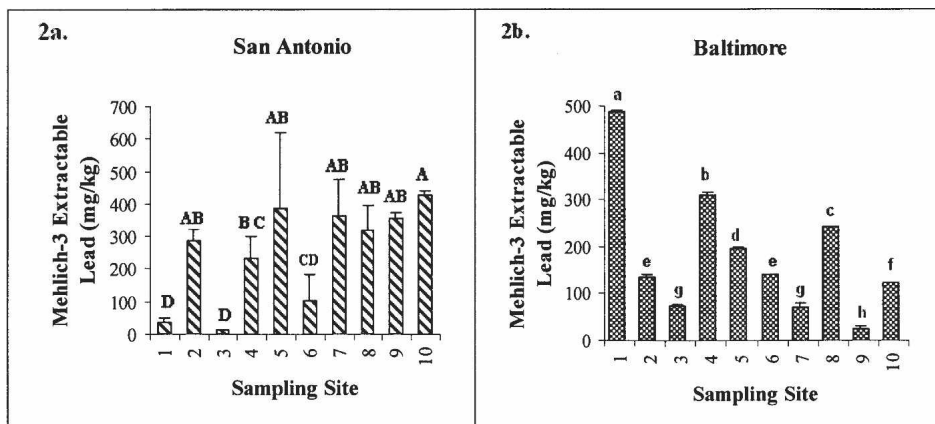 2a.
San Antonio
Mehlich-3 Extractable
Lead (mg/kg)
700
600
500
400
300
200
100
0
D
AB
D
B C
AB
CD
AB
AB
AB
A
1
2
3
4
5
6
7
8
9
10
Sampling Site
2b.
Baltimore
Mehlich-3 Extractable
Lead (mg/kg)
500
400
300
200
100
0
a
e
g
b
d
e
g
c
h
f
1
2
3
4
5
6
7
8
9
10
Sampling Site